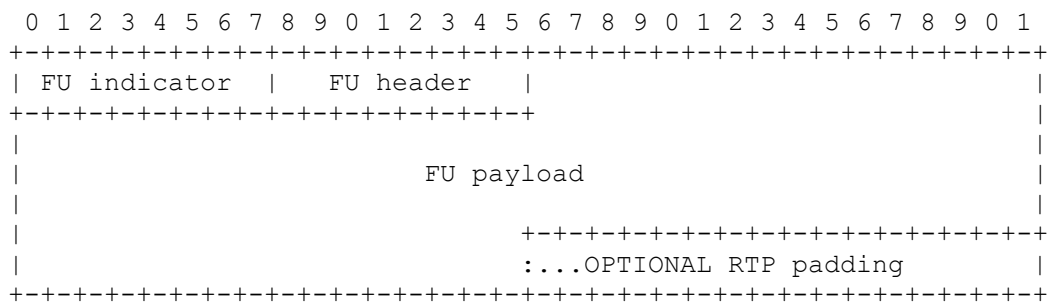 0 1 2 3 4 5 6 7 8 9 0 1 2 3 4 5 6 7 8 9 0 1 2 3 4 5 6 7 8 9 0 1
+-+-+-+-+-+-+-+-+-+-+-+-+-+-+-+-+-+-+-+-+-+-+-+-+-+-+-+-+-+-+-+-+
| FU indicator  |   FU header   |                               |
+-+-+-+-+-+-+-+-+-+-+-+-+-+-+-+-+                               |
|                                                               |
|                         FU payload                            |
|                                                               |
|                               +-+-+-+-+-+-+-+-+-+-+-+-+-+-+-+-+
|                               :...OPTIONAL RTP padding        |
+-+-+-+-+-+-+-+-+-+-+-+-+-+-+-+-+-+-+-+-+-+-+-+-+-+-+-+-+-+-+-+-+